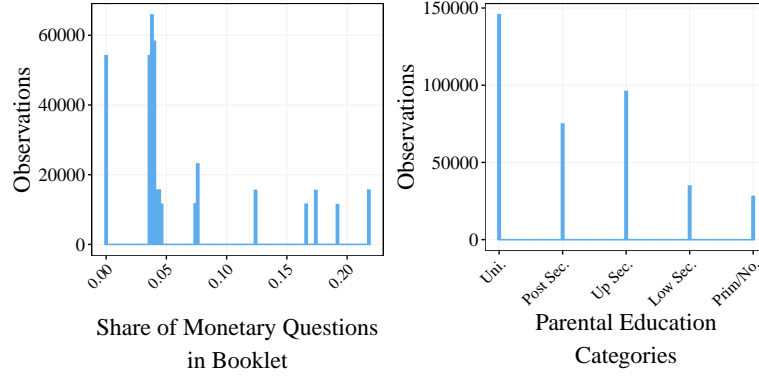 Observations
60000
40000
20000
0
0.00
0.05
0.10
0.15
0.20
Share of Monetary Questions
in Booklet
Observations
150000
100000
50000
0
Uni.
Post Sec.
Up Sec.
Low Sec.
Prim/No.
Parental Education
Categories